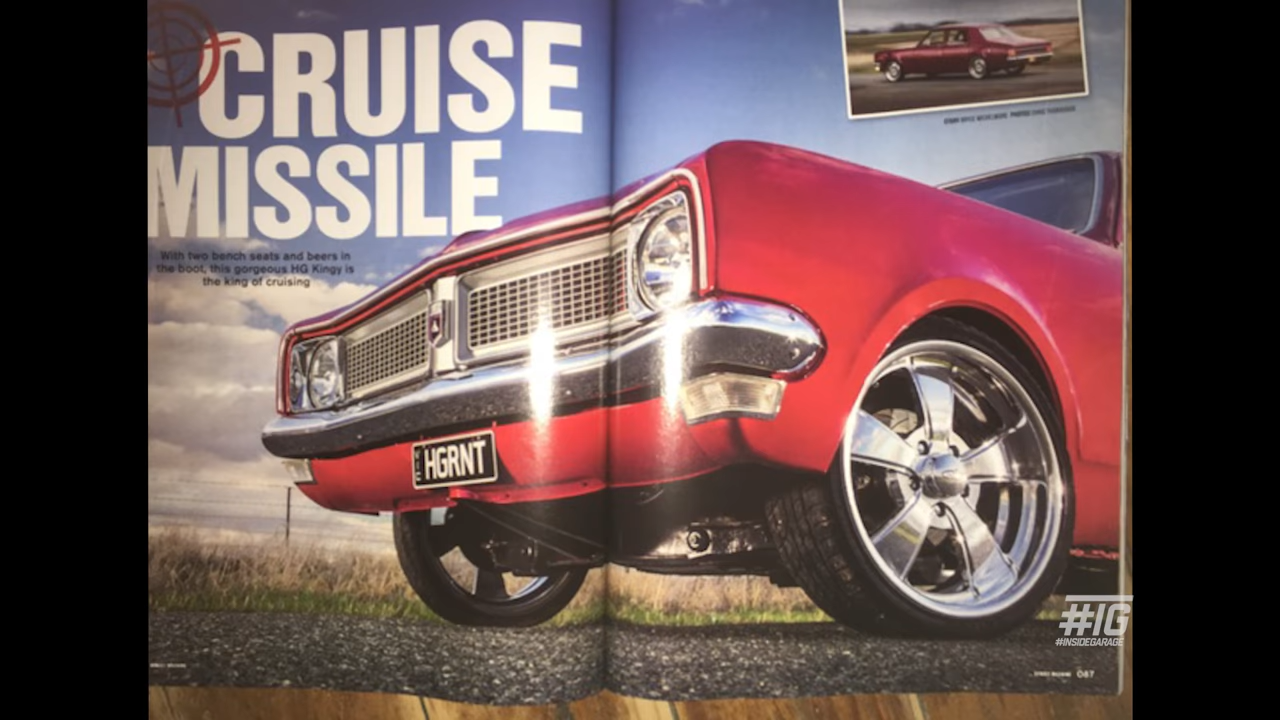 CRUISE
MISSILE
With two bench seats and beers in
the boot, this gorgeous HG Kingy is
the king of cruising
HGRNT
#IG
#INSIDEGARAGE
087